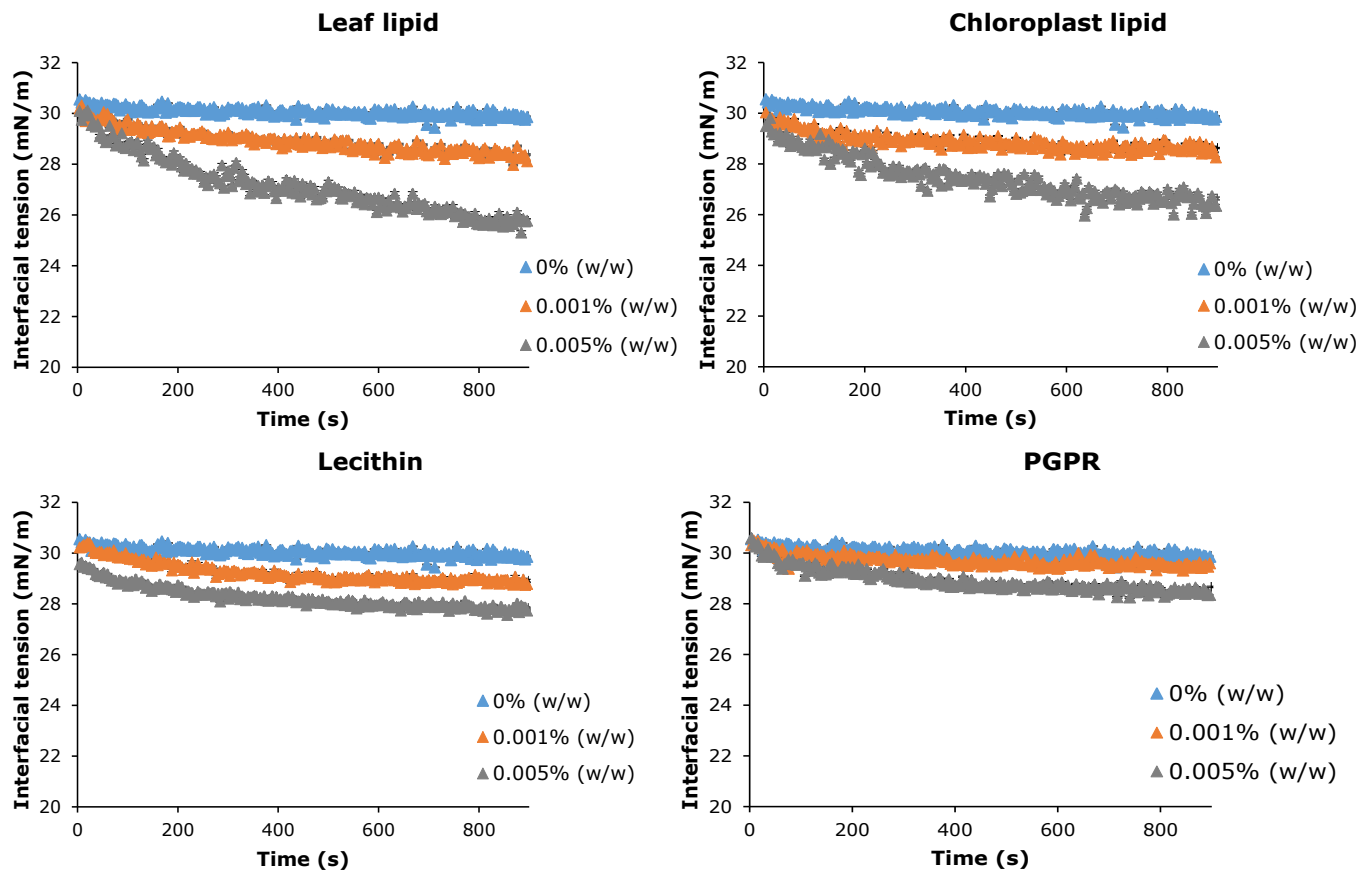 Leaf lipid
Interfacial tension (mN/m)
32
30
28
26
24
22
20
0
200
400
600
800
Time (s)
0% (w/w)
0.001% (w/w)
0.005% (w/w)
Chloroplast lipid
Interfacial tension (mN/m)
32
30
28
26
24
22
20
0
200
400
600
800
Time (s)
0% (w/w)
0.001% (w/w)
0.005% (w/w)
Lecithin
Interfacial tension (mN/m)
32
30
28
26
24
22
20
0
200
400
600
800
Time (s)
0% (w/w)
0.001% (w/w)
0.005% (w/w)
PGPR
Interfacial tension (mN/m)
32
30
28
26
24
22
20
0
200
400
600
800
Time (s)
0% (w/w)
0.001% (w/w)
0.005% (w/w)